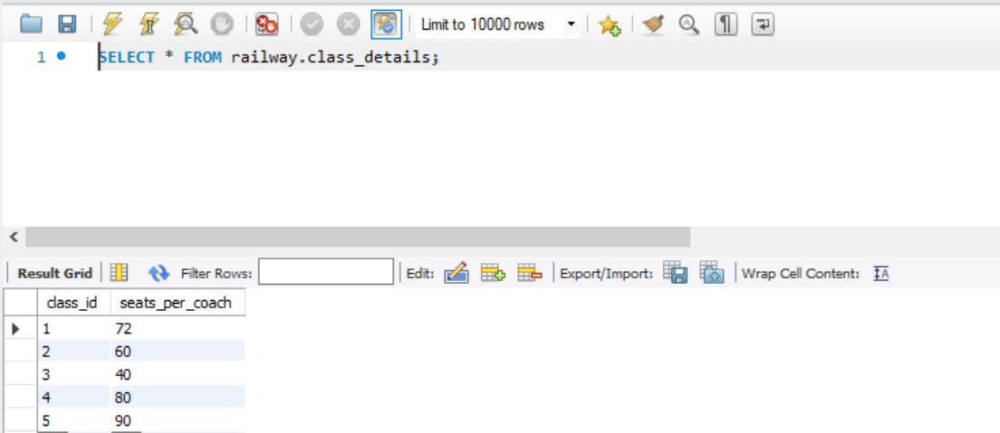 Limit to 10000 rows
1 SELECT * FROM railway.class_details;
Result Grid Filter Rows: Edit: Export/Import: Wrap Cell Content:
class_id seats_per_coach
1 72
2 60
3 40
4 80
5 90